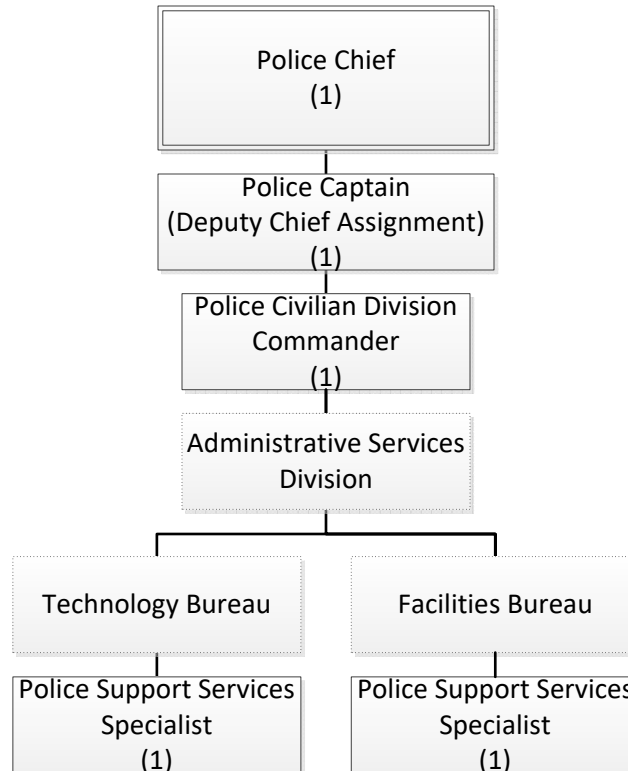 Police Chief
(1)
Police Captain
(Deputy Chief Assignment)
(1)
Police Civilian Division
Commander
(1)
Administrative Services
Division
Technology Bureau
Facilities Bureau
Police Support Services
Specialist
(1)
Police Support Services
Specialist
(1)